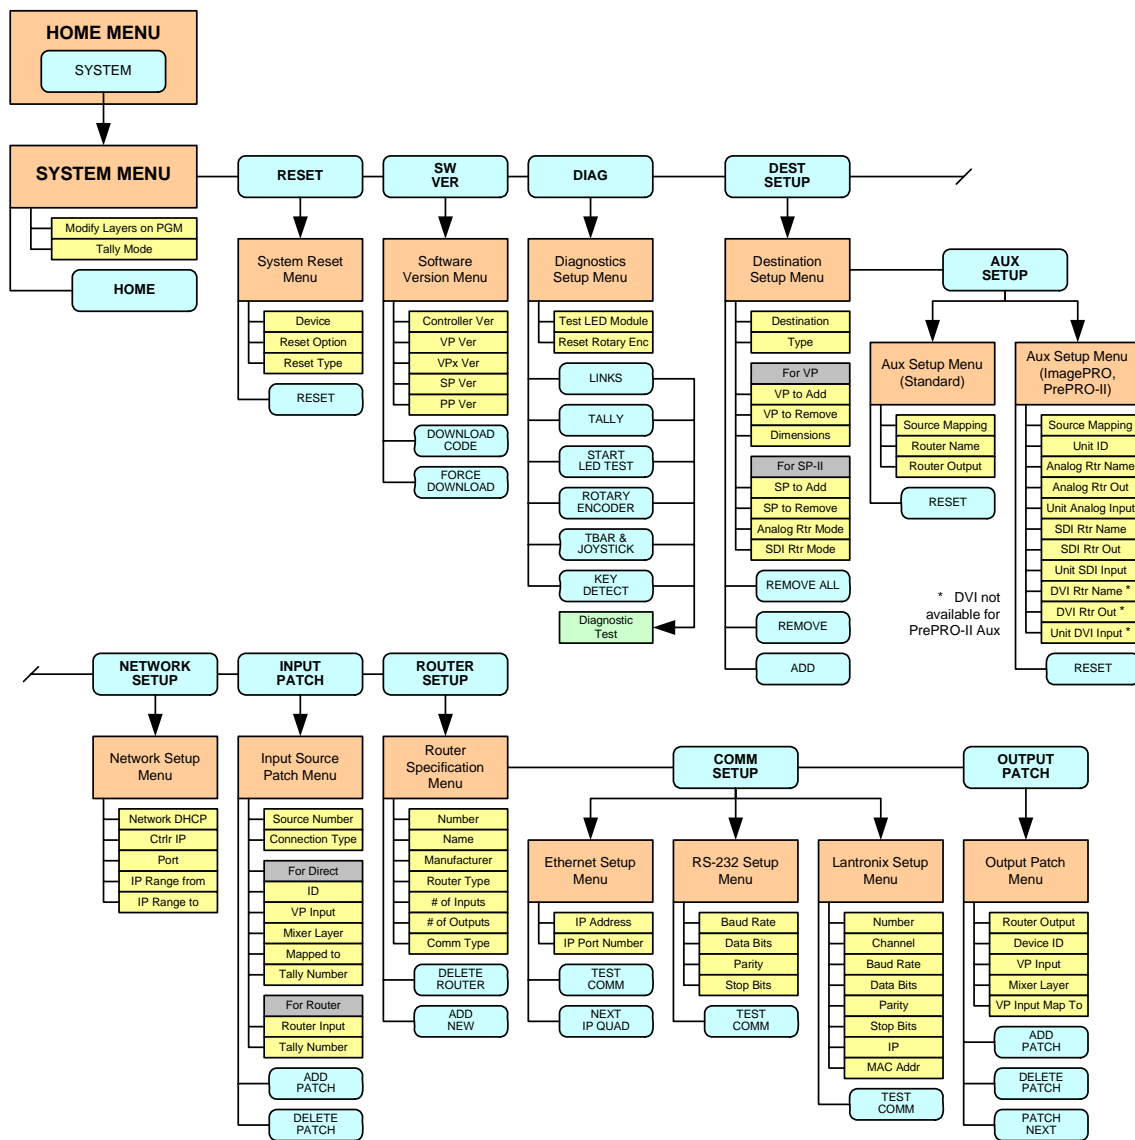 HOME MENU
SYSTEM
SYSTEM MENU
Modify Layers on PGM
Tally Mode
HOME
RESET
System Reset
Menu
Device
Reset Option
Reset Type
RESET
SW
VER
Software
Version Menu
Controller Ver
VP Ver
VPx Ver
SP Ver
PP Ver
DOWNLOAD
CODE
FORCE
DOWNLOAD
DIAG
Diagnostics
Setup Menu
Test LED Module
Reset Rotary Enc
LINKS
TALLY
START
LED TEST
ROTARY
ENCODER
TBAR &
JOYSTICK
KEY
DETECT
Diagnostic
Test
DEST
SETUP
Destination
Setup Menu
Destination
Type
For VP
VP to Add
VP to Remove
Dimensions
For SP-II
SP to Add
SP to Remove
Analog Rtr Mode
SDI Rtr Mode
REMOVE ALL
REMOVE
ADD
AUX
SETUP
Aux Setup Menu
(Standard)
Source Mapping
Router Name
Router Output
RESET
* DVI not
available for
PrePRO-II Aux
Aux Setup Menu
(ImagePRO,
PrePRO-II)
Source Mapping
Unit ID
Analog Rtr Name
Analog Rtr Out
Unit Analog Input
SDI Rtr Name
SDI Rtr Out
Unit SDI Input
DVI Rtr Name *
DVI Rtr Out *
Unit DVI Input *
RESET
NETWORK
SETUP
Network Setup
Menu
Network DHCP
Ctrlr IP
Port
IP Range from
IP Range to
INPUT
PATCH
Input Source
Patch Menu
Source Number
Connection Type
For Direct
ID
VP Input
Mixer Layer
Mapped to
Tally Number
For Router
Router Input
Tally Number
ADD
PATCH
DELETE
PATCH
ROUTER
SETUP
Router
Specification
Menu
Number
Name
Manufacturer
Router Type
# of Inputs
# of Outputs
Comm Type
DELETE
ROUTER
ADD
NEW
COMM
SETUP
Ethernet Setup
Menu
IP Address
IP Port Number
TEST
COMM
NEXT
IP QUAD
RS-232 Setup
Menu
Baud Rate
Data Bits
Parity
Stop Bits
TEST
COMM
Lantronix Setup
Menu
Number
Channel
Baud Rate
Data Bits
Parity
Stop Bits
IP
MAC Addr
TEST
COMM
OUTPUT
PATCH
Output Patch
Menu
Router Output
Device ID
VP Input
Mixer Layer
VP Input Map To
ADD
PATCH
DELETE
PATCH
PATCH
NEXT